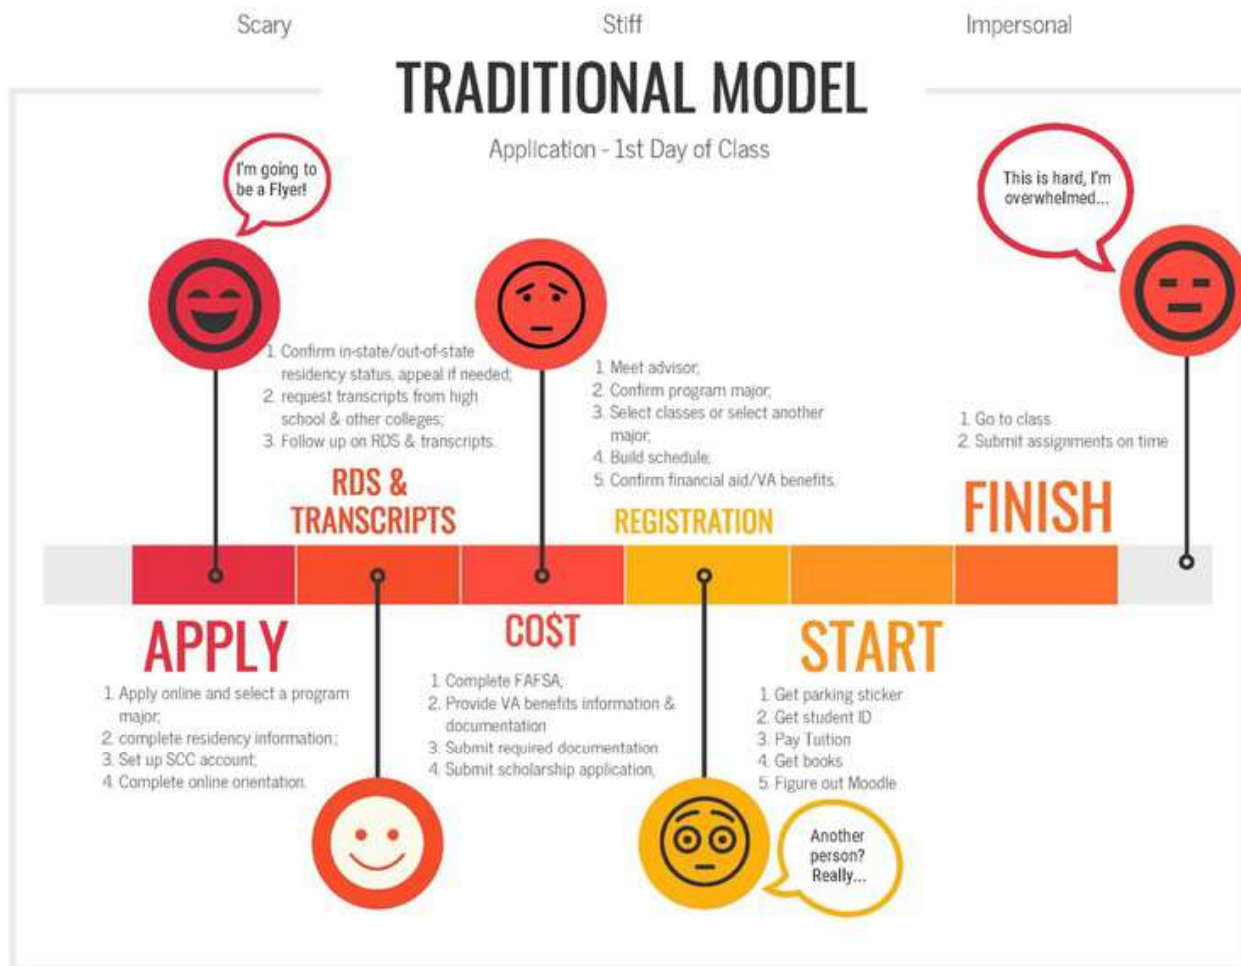 Scary
Stiff
Impersonal
TRADITIONAL MODEL
Application - 1st Day of Class
I'm going to
be a Flyer!
This is hard, I'm
overwhelmed...
1. Confirm in-state/out-of-state
residency status, appeal if needed;
2. request transcripts from high
school & other colleges;
3. Follow up on RDS & transcripts.
RDS &
TRANSCRIPTS
1. Meet advisor;
2. Confirm program major;
3. Select classes or select another
major;
4. Build schedule;
5. Confirm financial aid/VA benefits.
REGISTRATION
1. Go to class
2. Submit assignments on time
FINISH
APPLY
1. Apply online and select a program
major;
2. complete residency information;
3. Set up SCC account;
4. Complete online orientation.
CO$T
1. Complete FAFSA;
2. Provide VA benefits information &
documentation
3. Submit required documentation
4. Submit scholarship application,
START
1. Get parking sticker
2. Get student ID
3. Pay Tuition
4. Get books
5. Figure out Moodle
Another
person?
Really...